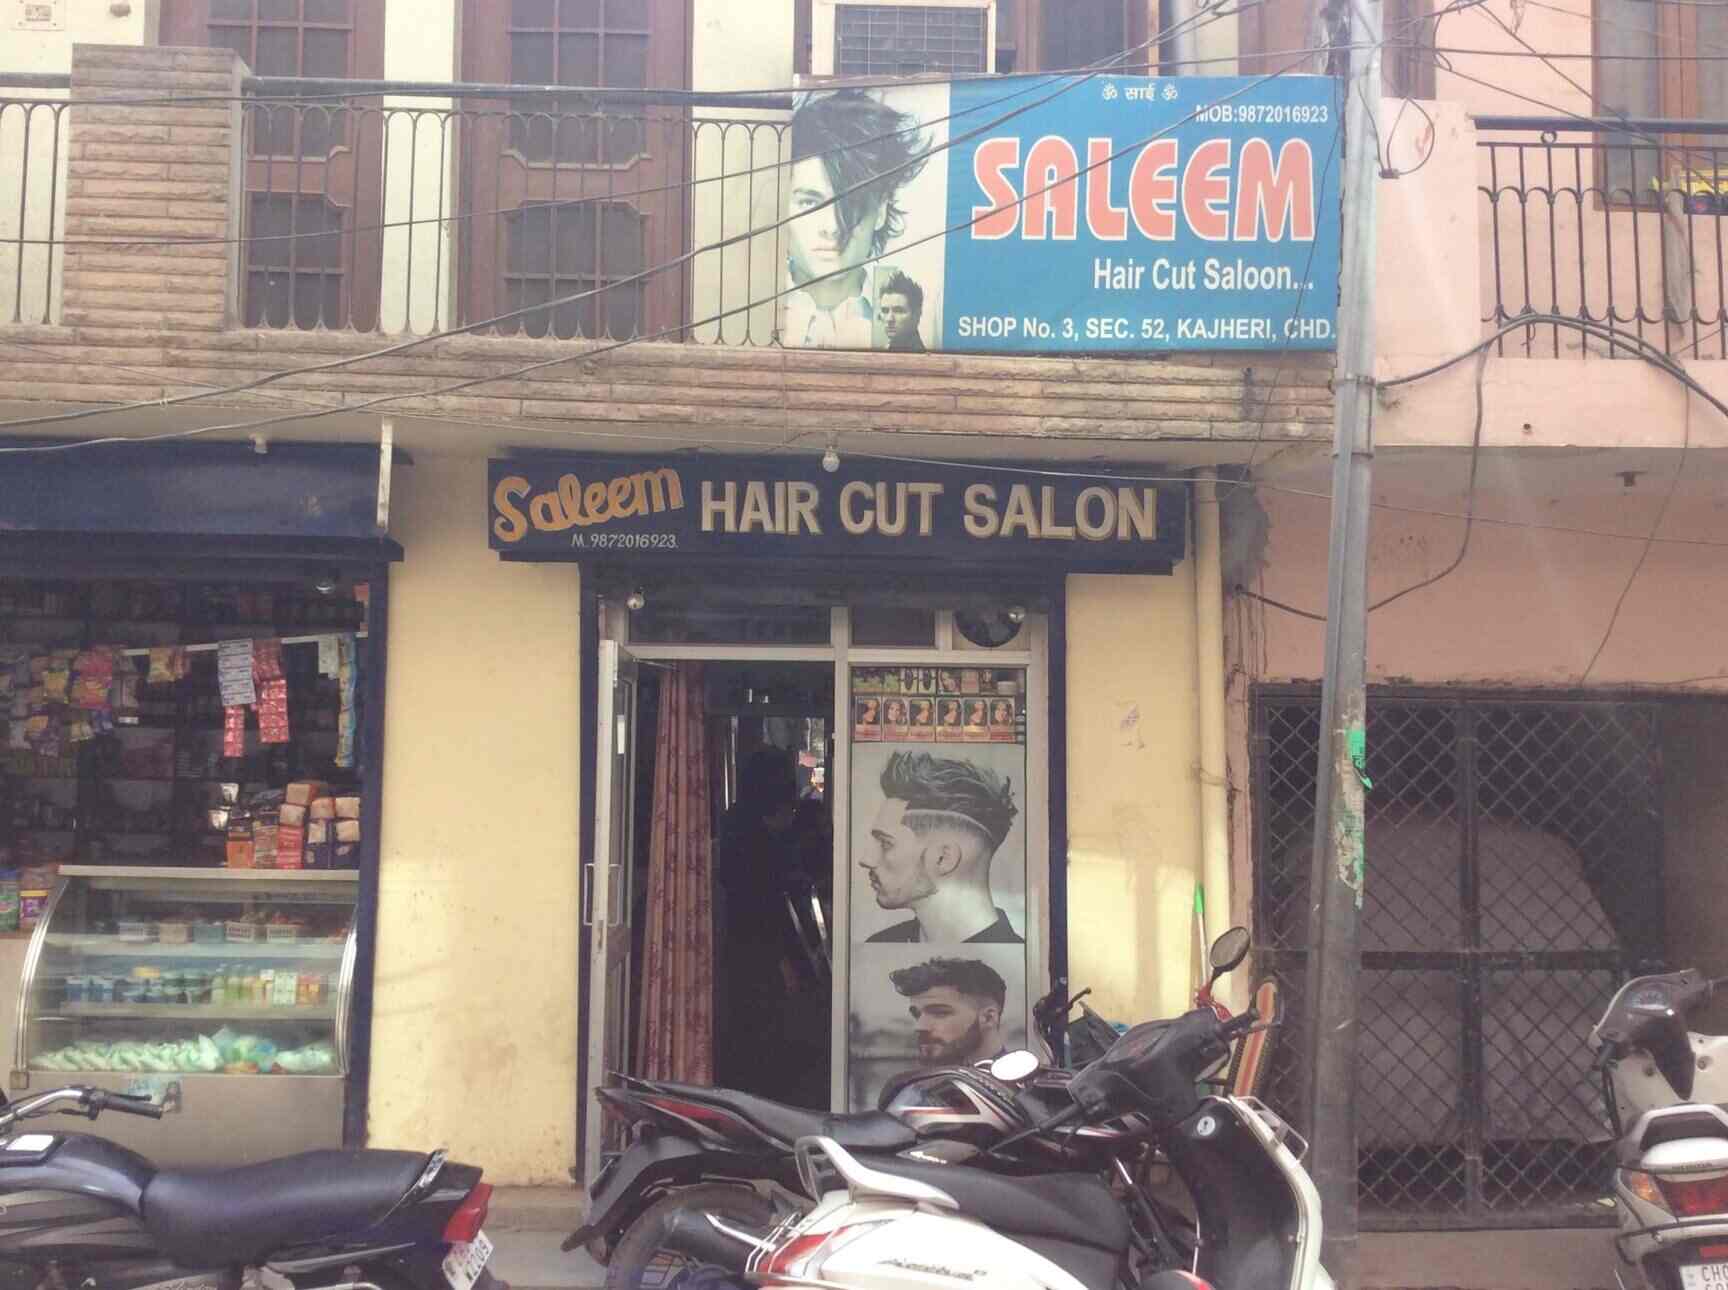 ॐ साई ॐ
MOB:9872016923
SALEEM
Hair Cut Saloon...
SHOP No. 3, SEC. 52, KAJHERI, CHD.
Saleem HAIR CUT SALON
M. 9872016923.